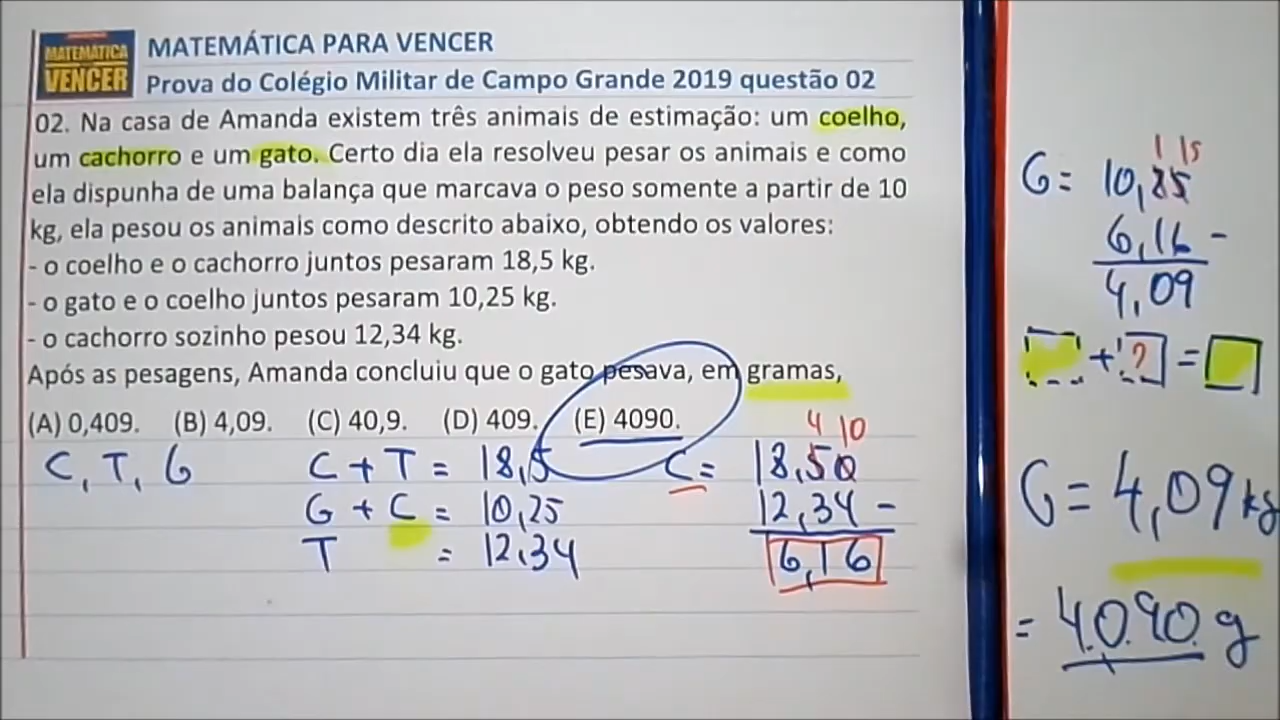 MATEMÁTICA
VENCER
MATEMÁTICA PARA VENCER
Prova do Colégio Militar de Campo Grande 2019 questão 02
02. Na casa de Amanda existem três animais de estimação: um coelho,
um cachorro e um gato. Certo dia ela resolveu pesar os animais e como
ela dispunha de uma balança que marcava o peso somente a partir de 10
kg, ela pesou os animais como descrito abaixo, obtendo os valores:
- o coelho e o cachorro juntos pesaram 18,5 kg.
- o gato e o coelho juntos pesaram 10,25 kg.
- o cachorro sozinho pesou 12,34 kg.
Após as pesagens, Amanda concluiu que o gato pesava, em gramas,
(A) 0,409. (B) 4,09. (C) 40,9. (D) 409. (E) 4090.
C, T, G
C + T = 18,5
G + C = 10,25
T = 12,34
4 10
C = 18,50
12,34 -
6,16
1 15
G = 10,25
6,16 -
4,09
+ ? =
G = 4,09 kg
= 4.090 g